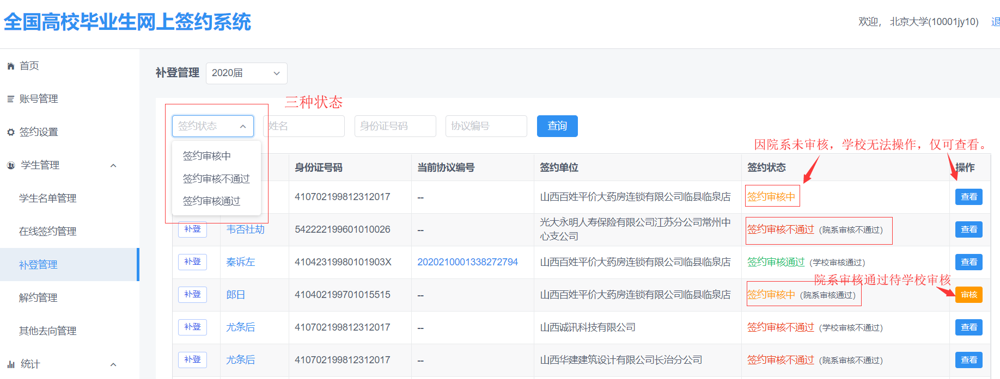 全国高校毕业生网上签约系统
欢迎， 北京大学(10001jy10) 退
首页
账号管理
签约设置
学生管理
学生名单管理
在线签约管理
补登管理
解约管理
其他去向管理
统计
补登管理 2020届
三种状态
签约状态 姓名 身份证号码 协议编号 查询
签约审核中
签约审核不通过
签约审核通过
因院系未审核，学校无法操作，仅可查看。
身份证号码 当前协议编号 签约单位 签约状态 操作
410702199812312017 -- 山西百姓平价大药房连锁有限公司临县临泉店 签约审核中 查看
补登 韦否社劫 542222199601010026 -- 光大永明人寿保险有限公司江苏分公司常州中 签约审核不通过（院系审核不通过） 查看
心支公司
补登 秦诉左 41042319980101903X 2020210001338272794 山西百姓平价大药房连锁有限公司临县临泉店 签约审核通过（学校审核通过） 查看
院系审核通过待学校审核
补登 郎日 410402199701015515 -- 山西百姓平价大药房连锁有限公司临县临泉店 签约审核中（院系审核通过） 审核
补登 尤条后 410702199812312017 -- 山西诚讯科技有限公司 签约审核不通过（学校审核不通过） 查看
补登 尤条后 410702199812312017 -- 山西华建建筑设计有限公司长治分公司 签约审核不通过（院系审核不通过） 查看